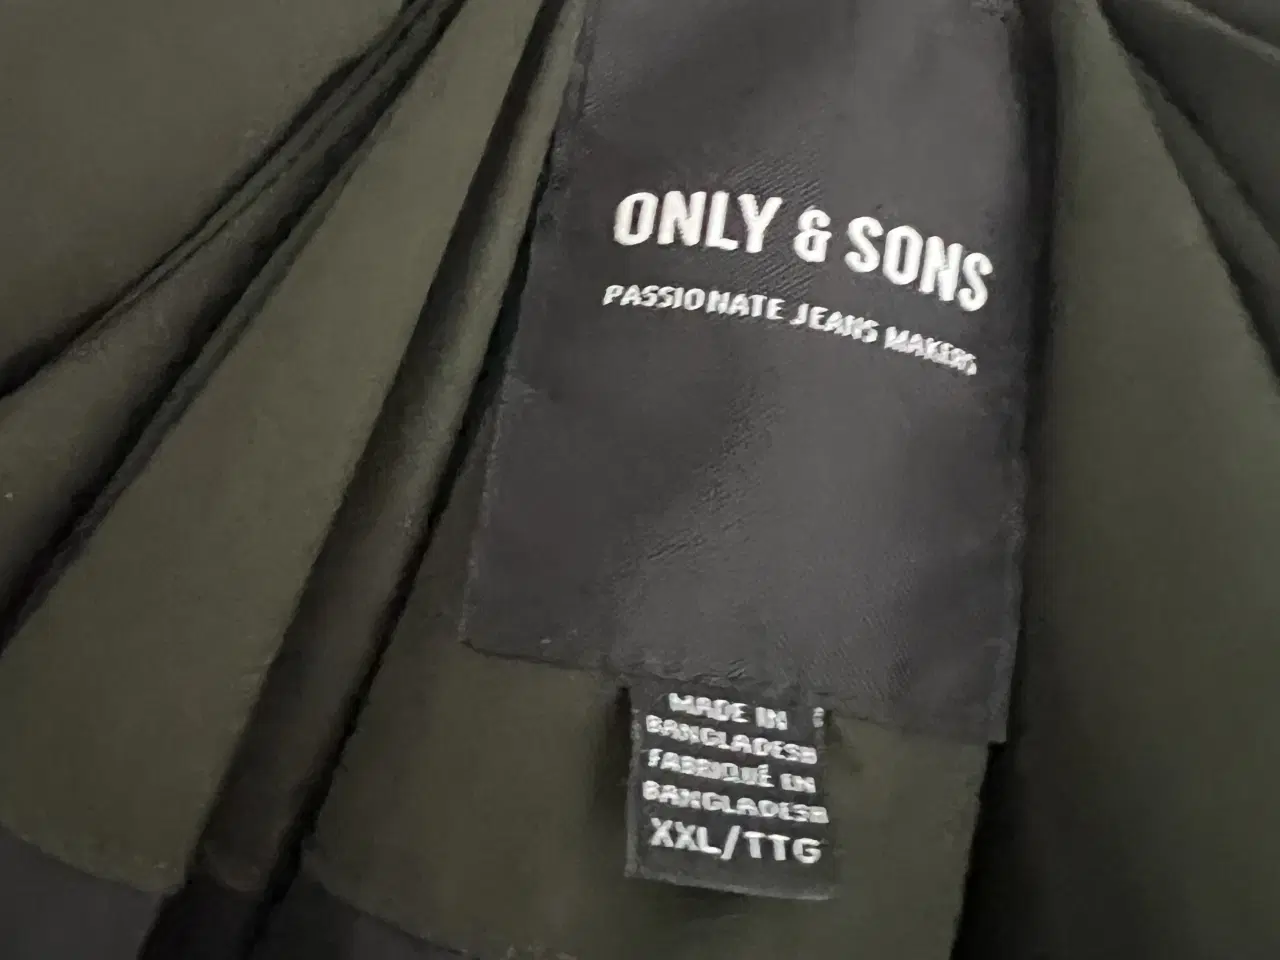 ONLY & SONS
PASSIONATE JEANS MAKERS
MADE IN
BANGLADESH
FABRIQUÉ EN
BANGLADESH
XXL/TTG